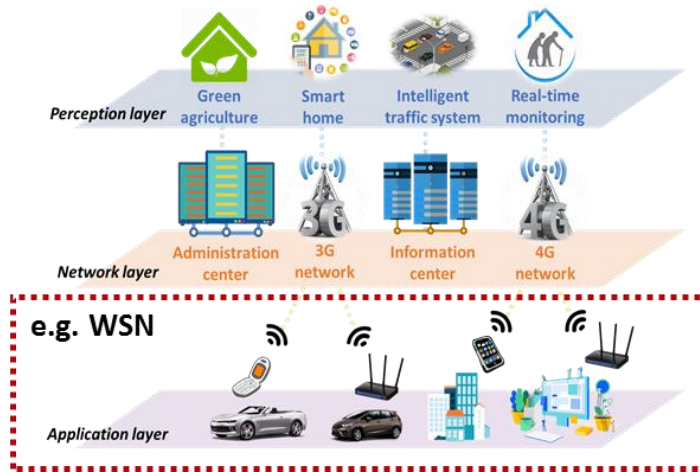 Green
agriculture
Smart
home
Intelligent
traffic system
Real-time
monitoring
Perception layer
3G
4G
Administration
center
3G
network
Information
center
4G
network
Network layer
e.g. WSN
Application layer